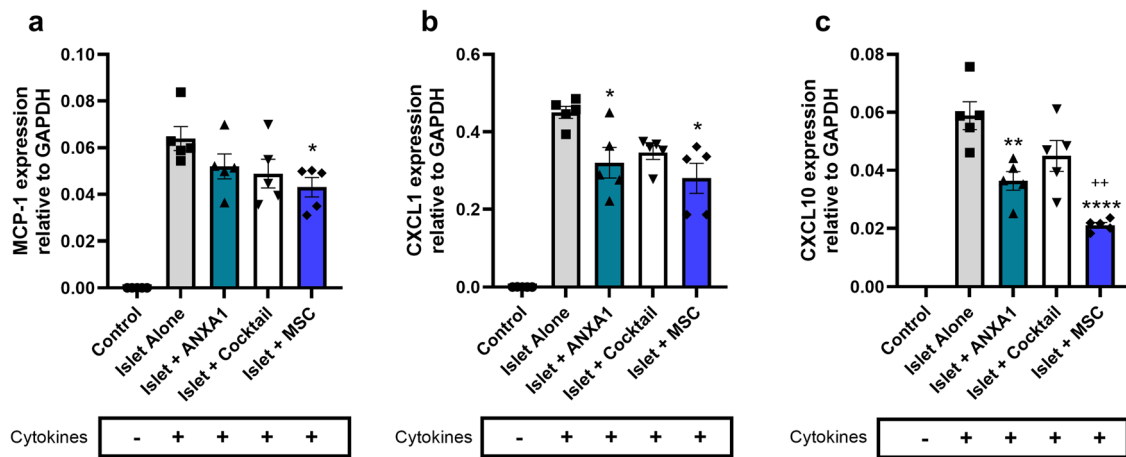 a
MCP-1 expression
relative to GAPDH
0.10
0.08
0.06
0.04
0.02
0.00
*
Control
Islet Alone
Islet + ANXA1
Islet + Cocktail
Islet + MSC
Cytokines - + + + +
b
CXCL1 expression
relative to GAPDH
0.6
0.4
0.2
0.0
*
*
Control
Islet Alone
Islet + ANXA1
Islet + Cocktail
Islet + MSC
Cytokines - + + + +
c
CXCL10 expression
relative to GAPDH
0.08
0.06
0.04
0.02
0.00
**
++
****
Control
Islet Alone
Islet + ANXA1
Islet + Cocktail
Islet + MSC
Cytokines - + + + +